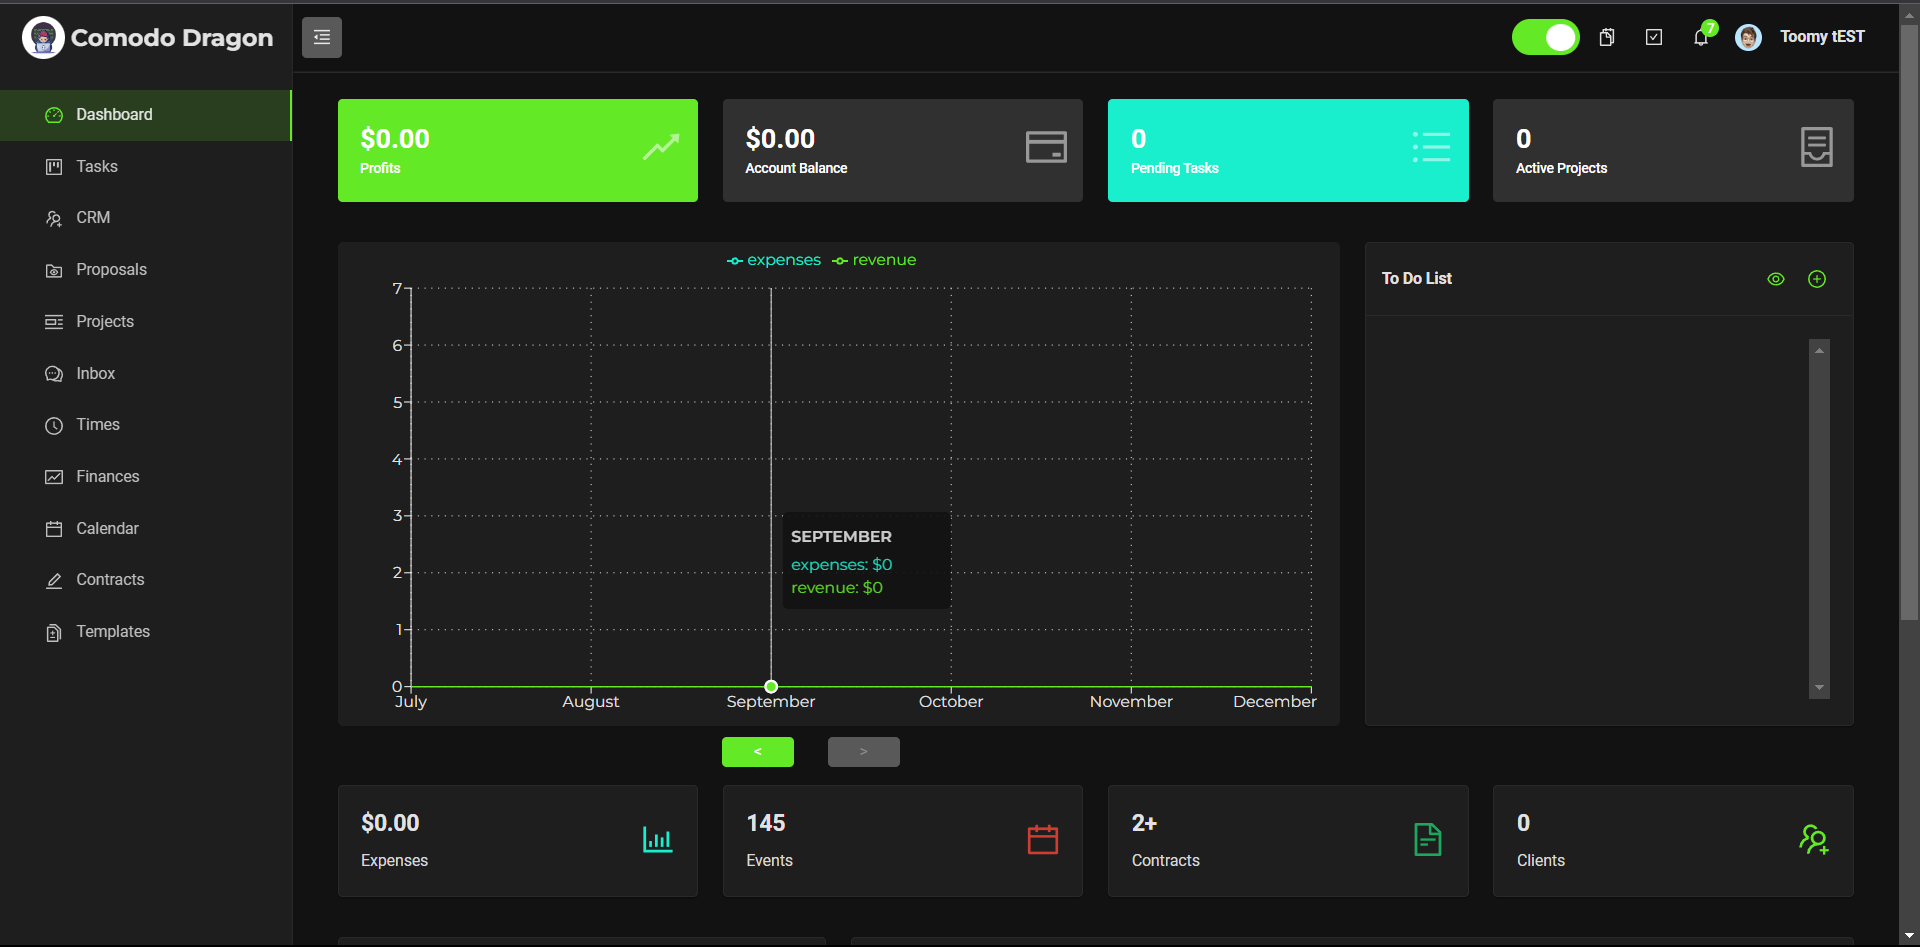 Comodo Dragon
7
Toomy tEST
Dashboard
Tasks
CRM
Proposals
Projects
Inbox
Times
Finances
Calendar
Contracts
Templates
$0.00
Profits
$0.00
Account Balance
0
Pending Tasks
0
Active Projects
expenses revenue
7
6
5
4
3
2
1
0
SEPTEMBER
expenses: $0
revenue: $0
July August September October November December
To Do List
< >
$0.00
Expenses
145
Events
2+
Contracts
0
Clients